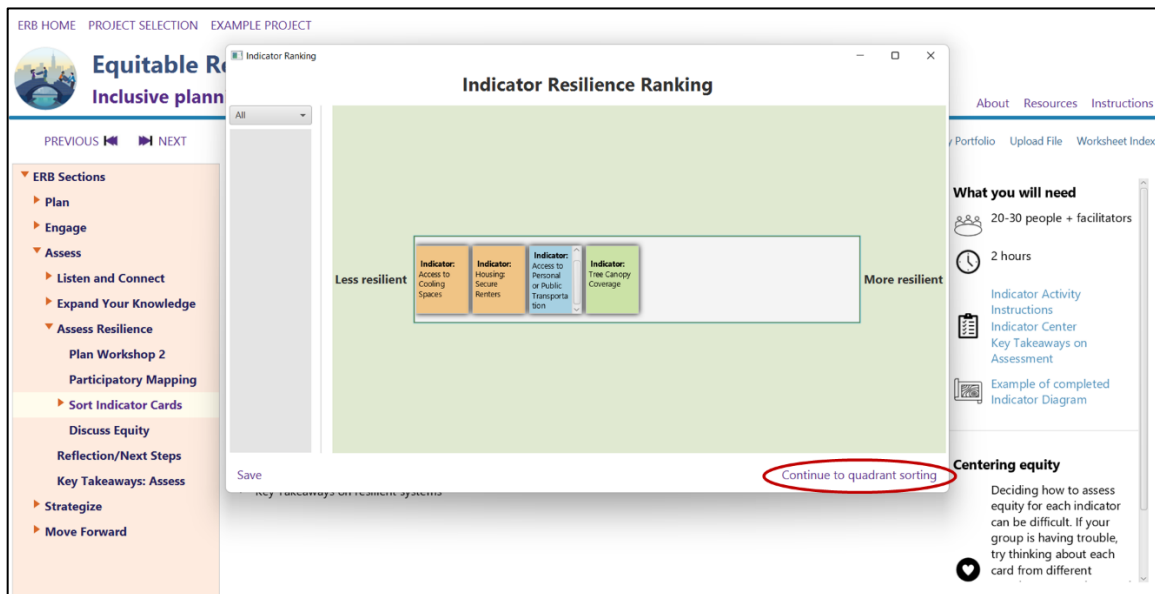 ERB HOME PROJECT SELECTION EXAMPLE PROJECT
Equitable R
Inclusive plann
About Resources Instructions
PREVIOUS NEXT
Portfolio Upload File Worksheet Index
ERB Sections
Plan
Engage
Assess
Listen and Connect
Expand Your Knowledge
Assess Resilience
Plan Workshop 2
Participatory Mapping
Sort Indicator Cards
Discuss Equity
Reflection/Next Steps
Key Takeaways: Assess
Strategize
Move Forward
Indicator Ranking
Indicator Resilience Ranking
All
Less resilient
Indicator:
Access to
Cooling
Spaces
Indicator:
Housing:
Secure
Renters
Indicator:
Access to
Personal
or Public
Transporta
tion
Indicator:
Tree Canopy
Coverage
More resilient
Save
Continue to quadrant sorting
Key Takeaways on resilient systems
What you will need
20-30 people + facilitators
2 hours
Indicator Activity
Instructions
Indicator Center
Key Takeaways on
Assessment
Example of completed
Indicator Diagram
Centering equity
Deciding how to assess
equity for each indicator
can be difficult. If your
group is having trouble,
try thinking about each
card from different